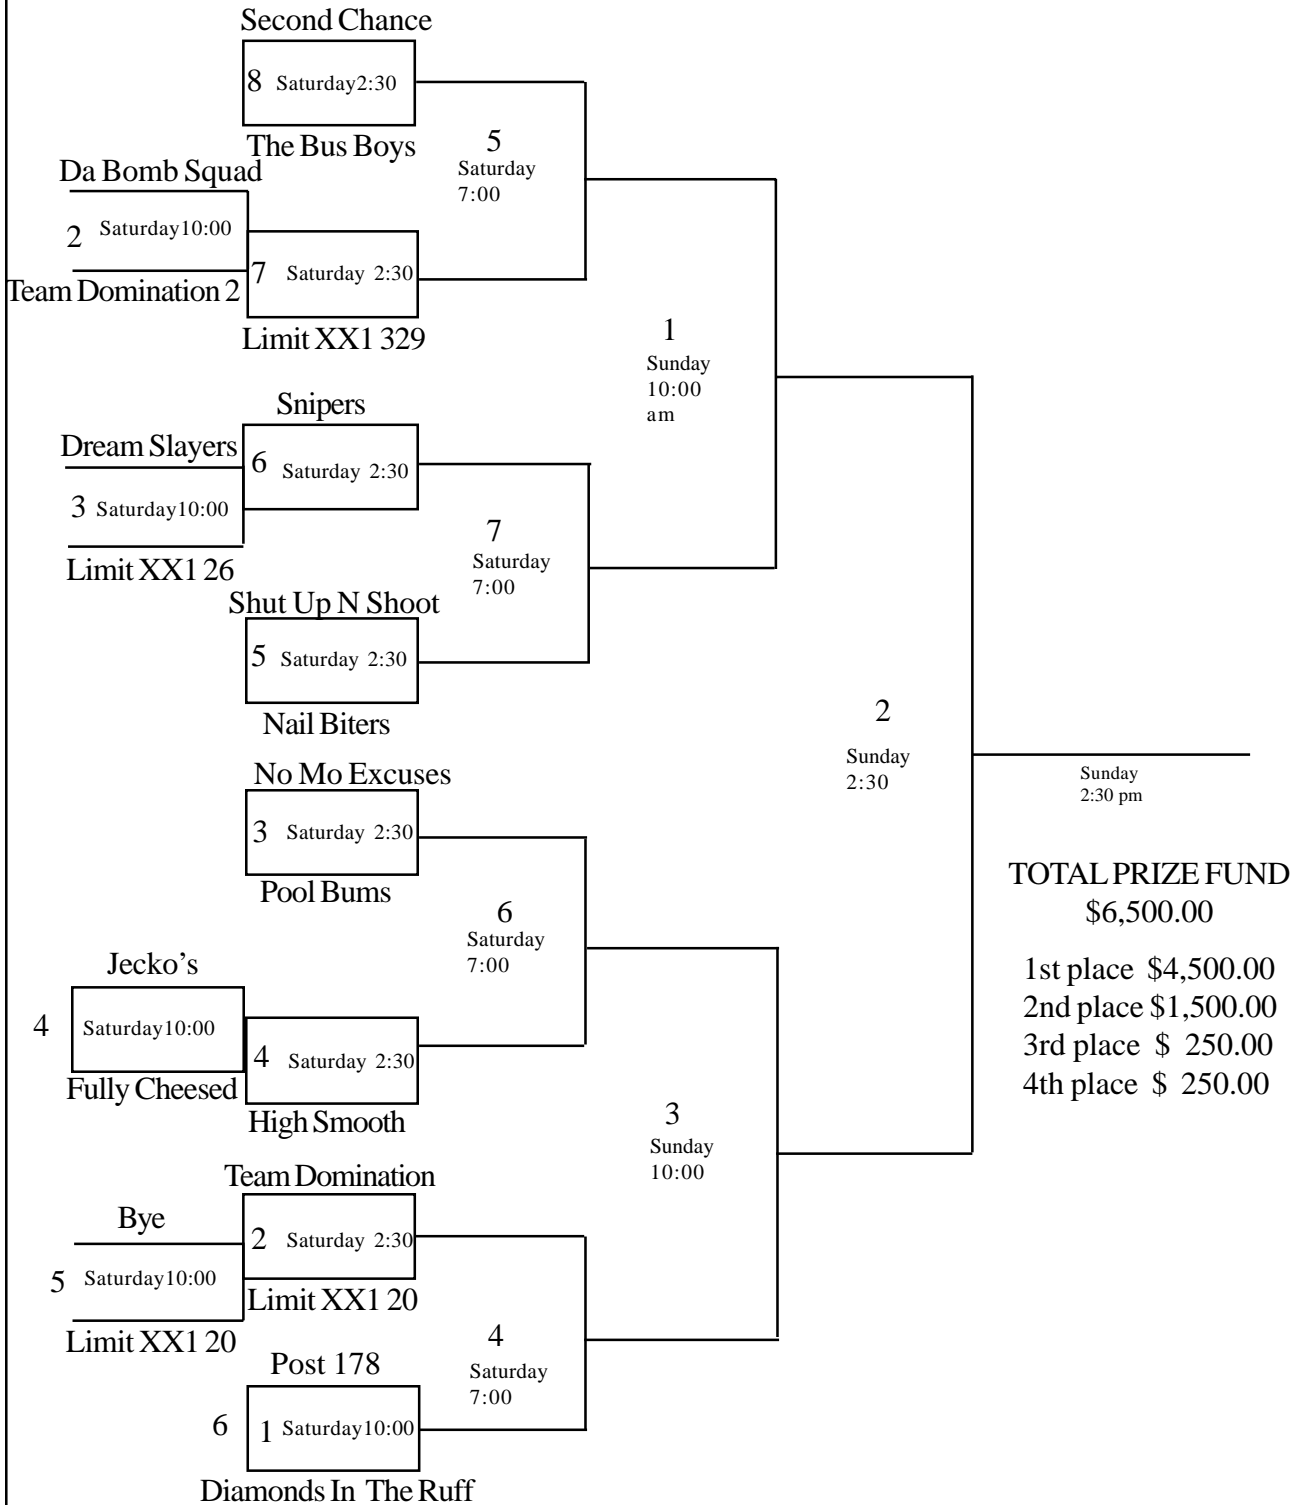 Second Chance
8 Saturday2:30
The Bus Boys
5
Saturday
7:00
Da Bomb Squad
2 Saturday10:00
Team Domination 2
7 Saturday 2:30
Limit XX1 329
1
Sunday
10:00
am
Snipers
Dream Slayers
6 Saturday 2:30
3 Saturday10:00
Limit XX1 26
7
Saturday
7:00
Shut Up N Shoot
5 Saturday 2:30
Nail Biters
2
Sunday
2:30
Sunday
2:30 pm
No Mo Excuses
3 Saturday 2:30
Pool Bums
TOTAL PRIZE FUND
$6,500.00
1st place $4,500.00
2nd place $1,500.00
3rd place $ 250.00
4th place $ 250.00
6
Saturday
7:00
Jecko's
4 Saturday10:00
Fully Cheesed
4 Saturday 2:30
High Smooth
3
Sunday
10:00
Team Domination
Bye
2 Saturday 2:30
5 Saturday10:00
Limit XX1 20
Limit XX1 20
4
Saturday
7:00
Post 178
6 1 Saturday10:00
Diamonds In The Ruff